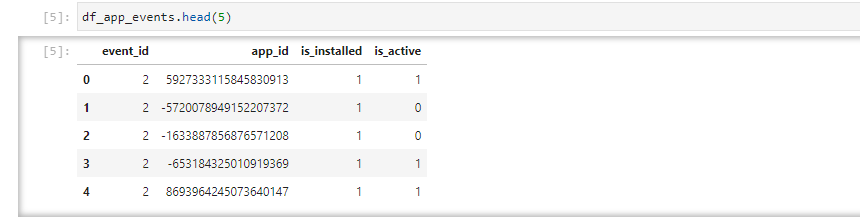 [5]: df_app_events.head(5)
[5]: event_id app_id is_installed is_active
0 2 5927333115845830913 1 1
1 2 -5720078949152207372 1 0
2 2 -1633887856876571208 1 0
3 2 -653184325010919369 1 1
4 2 8693964245073640147 1 1